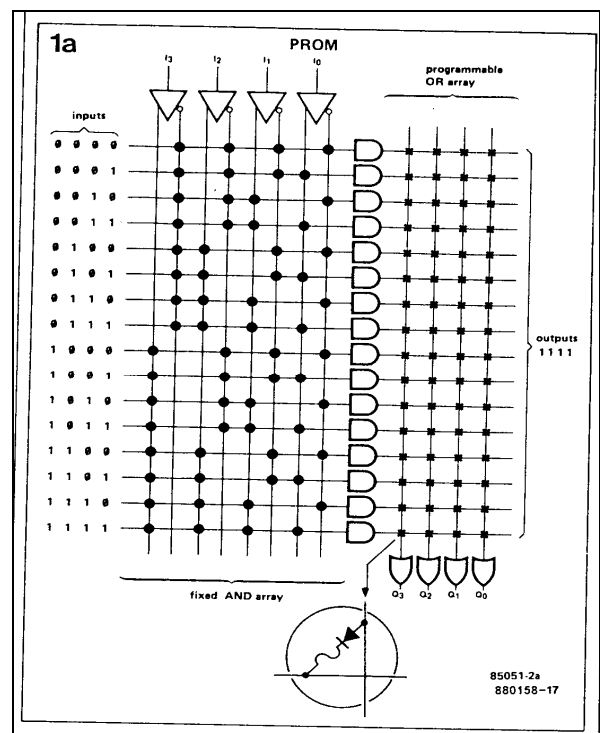 1a
PROM
I3 I2 I1 I0
programmable
OR array
inputs
0 0 0 0
0 0 0 1
0 0 1 0
0 0 1 1
0 1 0 0
0 1 0 1
0 1 1 0
0 1 1 1
1 0 0 0
1 0 0 1
1 0 1 0
1 0 1 1
1 1 0 0
1 1 0 1
1 1 1 0
1 1 1 1
outputs
1 1 1 1
Q3 Q2 Q1 Q0
fixed AND array
85051-2a
880158-17